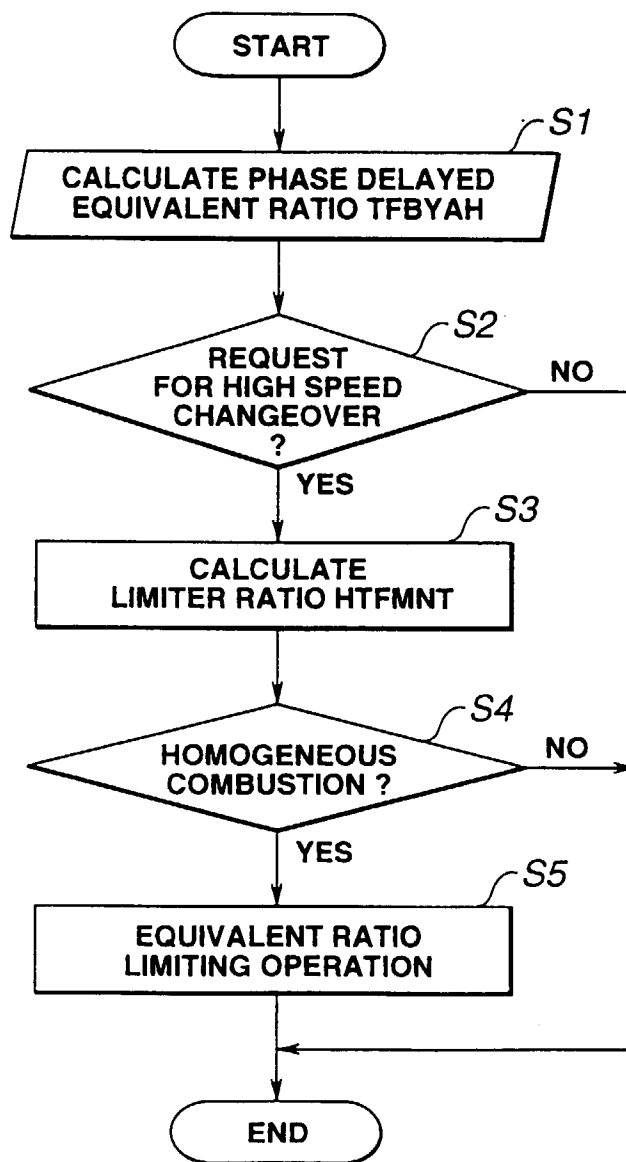 START
S1
CALCULATE PHASE DELAYED
EQUIVALENT RATIO TFBYAH
S2
REQUEST
FOR HIGH SPEED
CHANGEOVER
?
NO
YES
S3
CALCULATE
LIMITER RATIO HTFMNT
S4
HOMOGENEOUS
COMBUSTION ?
NO
YES
S5
EQUIVALENT RATIO
LIMITING OPERATION
END